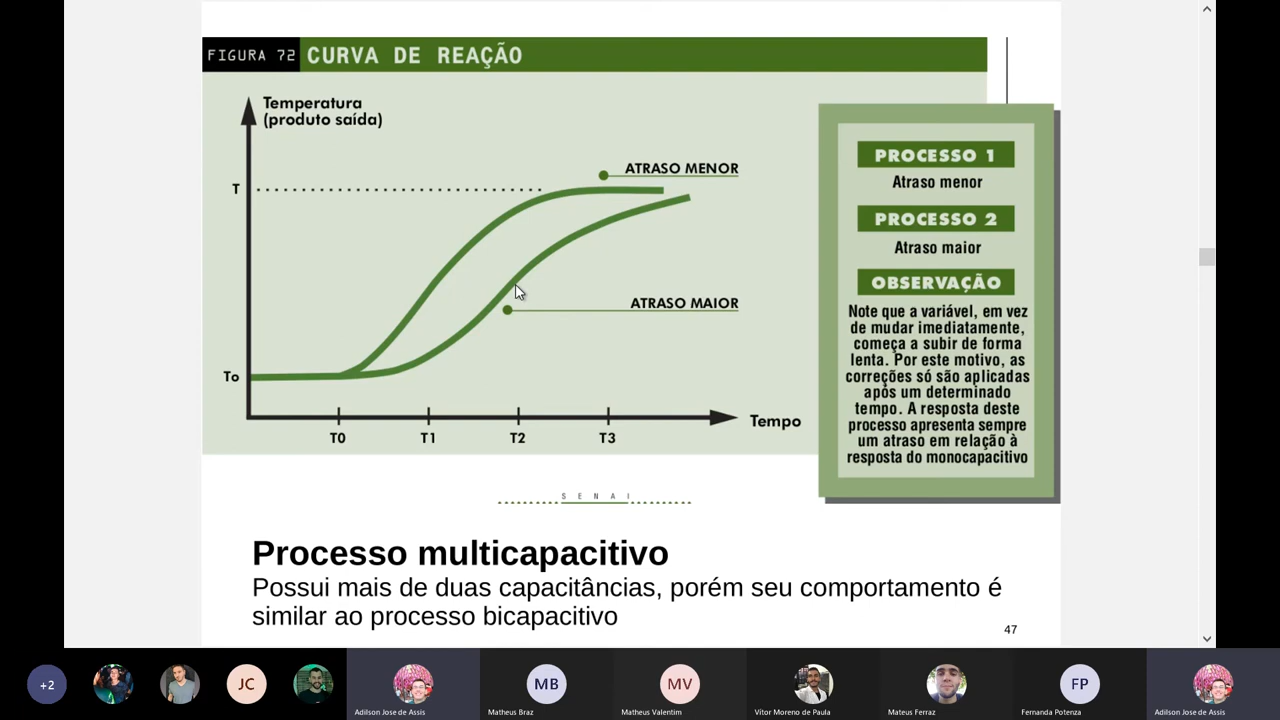 FIGURA 72 CURVA DE REAÇÃO
Temperatura
(produto saída)
T
ATRASO MENOR
ATRASO MAIOR
To
Tempo
T0 T1 T2 T3
PROCESSO 1
Atraso menor
PROCESSO 2
Atraso maior
OBSERVAÇÃO
Note que a variável, em vez
de mudar imediatamente,
começa a subir de forma
lenta. Por este motivo, as
correções só são aplicadas
após um determinado
tempo. A resposta deste
processo apresenta sempre
um atraso em relação à
resposta do monocapacitivo
SENAI
Processo multicapacitivo
Possui mais de duas capacitâncias, porém seu comportamento é
similar ao processo bicapacitivo
47
+2
JC
MB
MV
FP
Adilson Jose de Assis
Matheus Braz
Matheus Valentim
Vítor Moreno de Paula
Mateus Ferraz
Fernanda Potenza
Adilson Jose de Assis